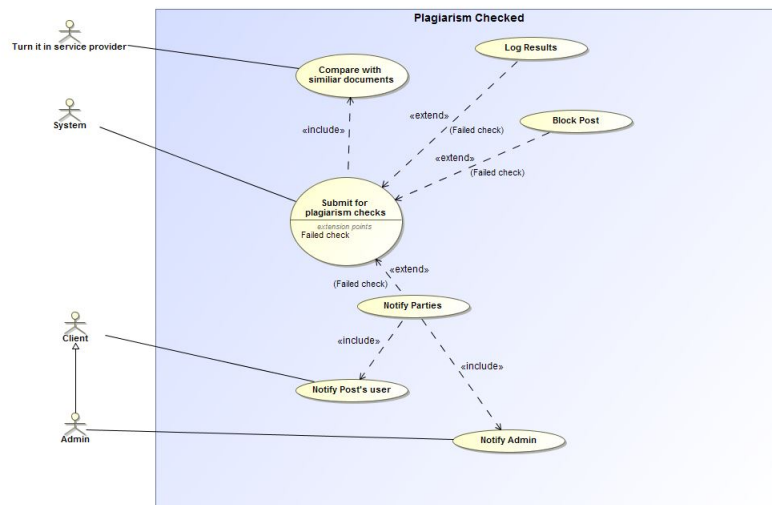 Plagiarism Checked
Turn it in service provider
Log Results
Compare with
similiar documents
System
«extend»
(Failed check)
Block Post
«include»
«extend»
(Failed check)
Submit for
plagiarism checks
extension points
Failed check
«extend»
(Failed check)
Notify Parties
Client
«include»
«include»
Notify Post's user
Admin
Notify Admin